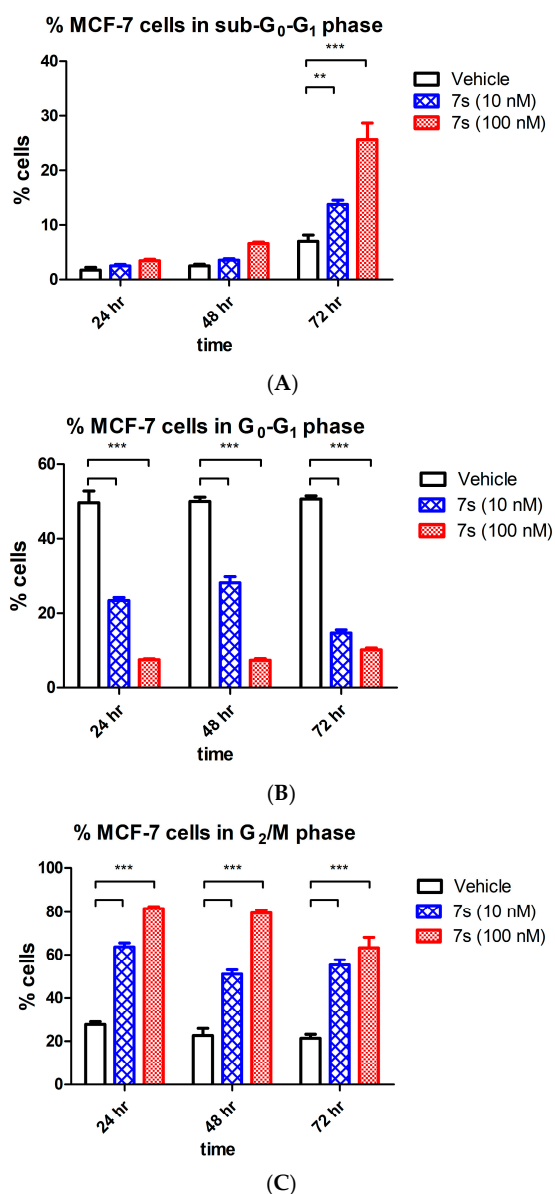 % MCF-7 cells in sub-G₀-G₁ phase
***
**
Vehicle
7s (10 nM)
7s (100 nM)
% cells
40
30
20
10
0
24 hr
48 hr
72 hr
time
(A)
% MCF-7 cells in G₀-G₁ phase
*** *** ***
Vehicle
7s (10 nM)
7s (100 nM)
% cells
60
40
20
0
24 hr
48 hr
72 hr
time
(B)
% MCF-7 cells in G₂/M phase
*** *** ***
Vehicle
7s (10 nM)
7s (100 nM)
% cells
100
80
60
40
20
0
24 hr
48 hr
72 hr
time
(C)